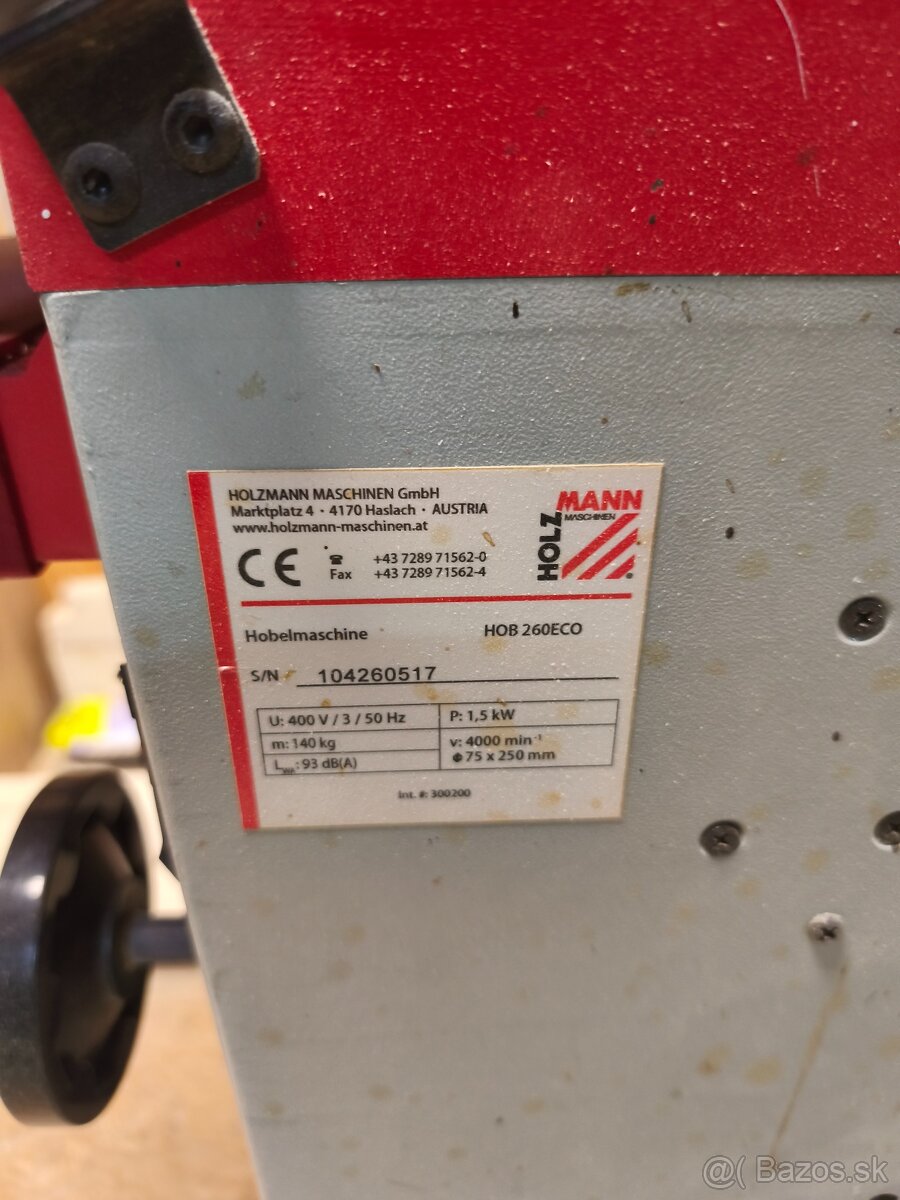 HOLZMANN MASCHINEN GmbH
Marktplatz 4 · 4170 Haslach · AUSTRIA
www.holzmann-maschinen.at
CE
☎ +43 7289 71562-0
Fax +43 7289 71562-4
HOLZ
MANN
MASCHINEN
®
Hobelmaschine HOB 260ECO
S/N 104260517
U: 400 V / 3 / 50 Hz
P: 1,5 kW
m: 140 kg
v: 4000 min⁻¹
Φ 75 x 250 mm
LWA: 93 dB(A)
Int. #: 300200
@( Bazos.sk